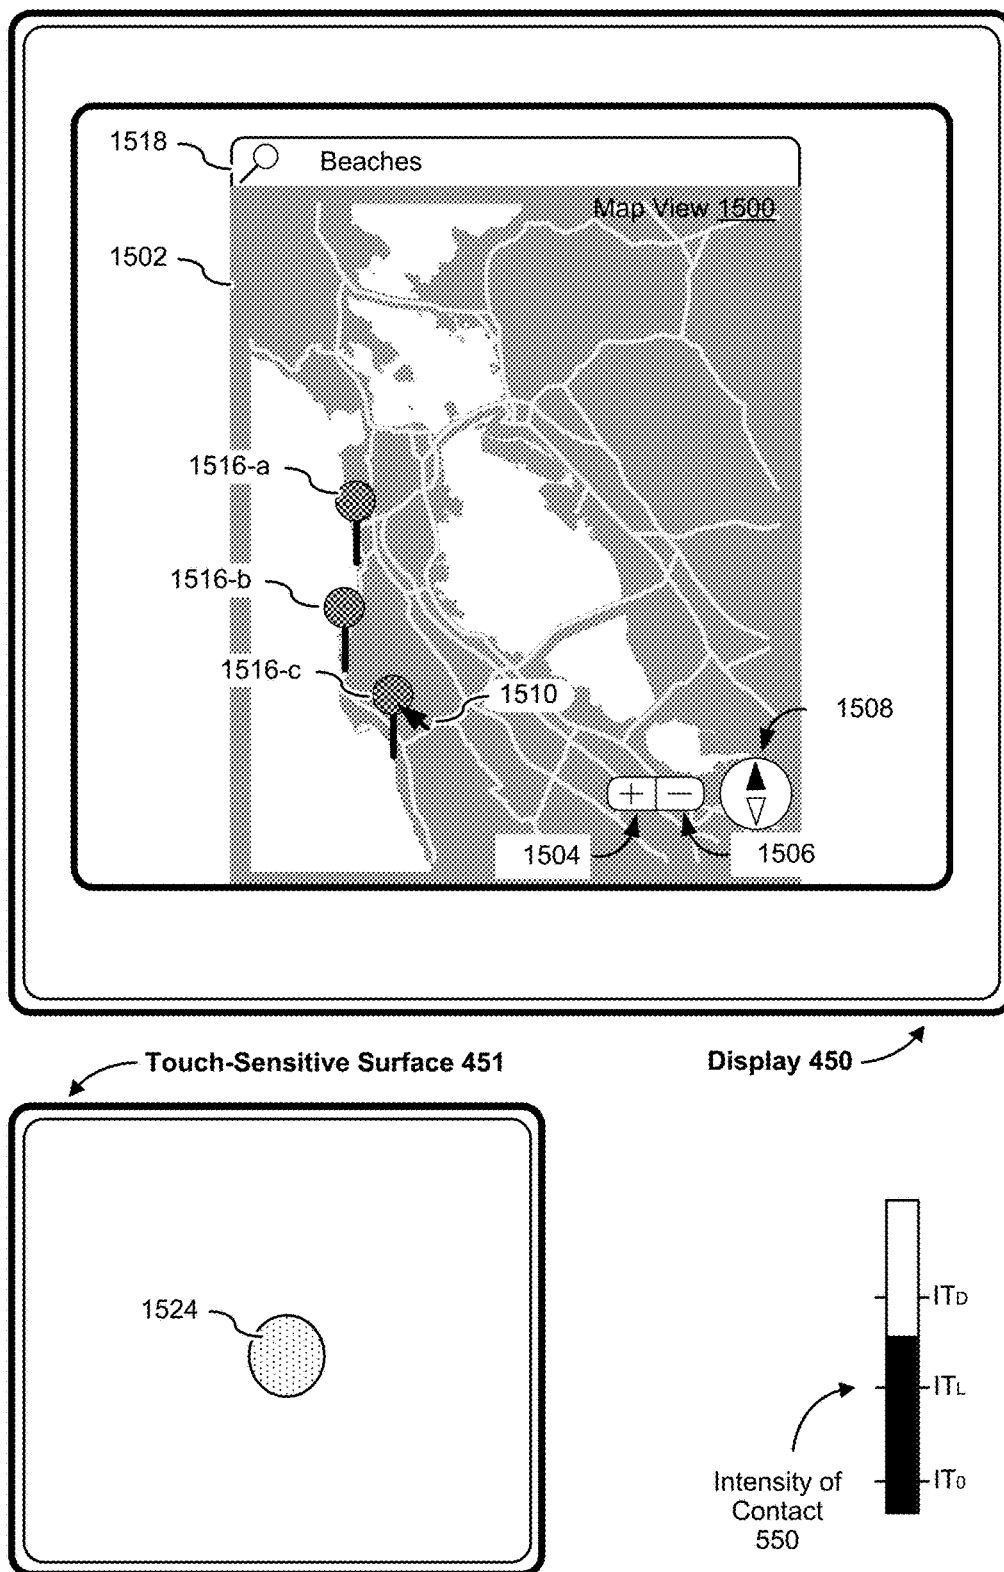 1518
Beaches
Map View 1500
1502
1516-a
1516-b
1516-c
1510
1508
+
−
1504
1506
Touch-Sensitive Surface 451
Display 450
1524
ITD
ITL
IT0
Intensity of
Contact
550